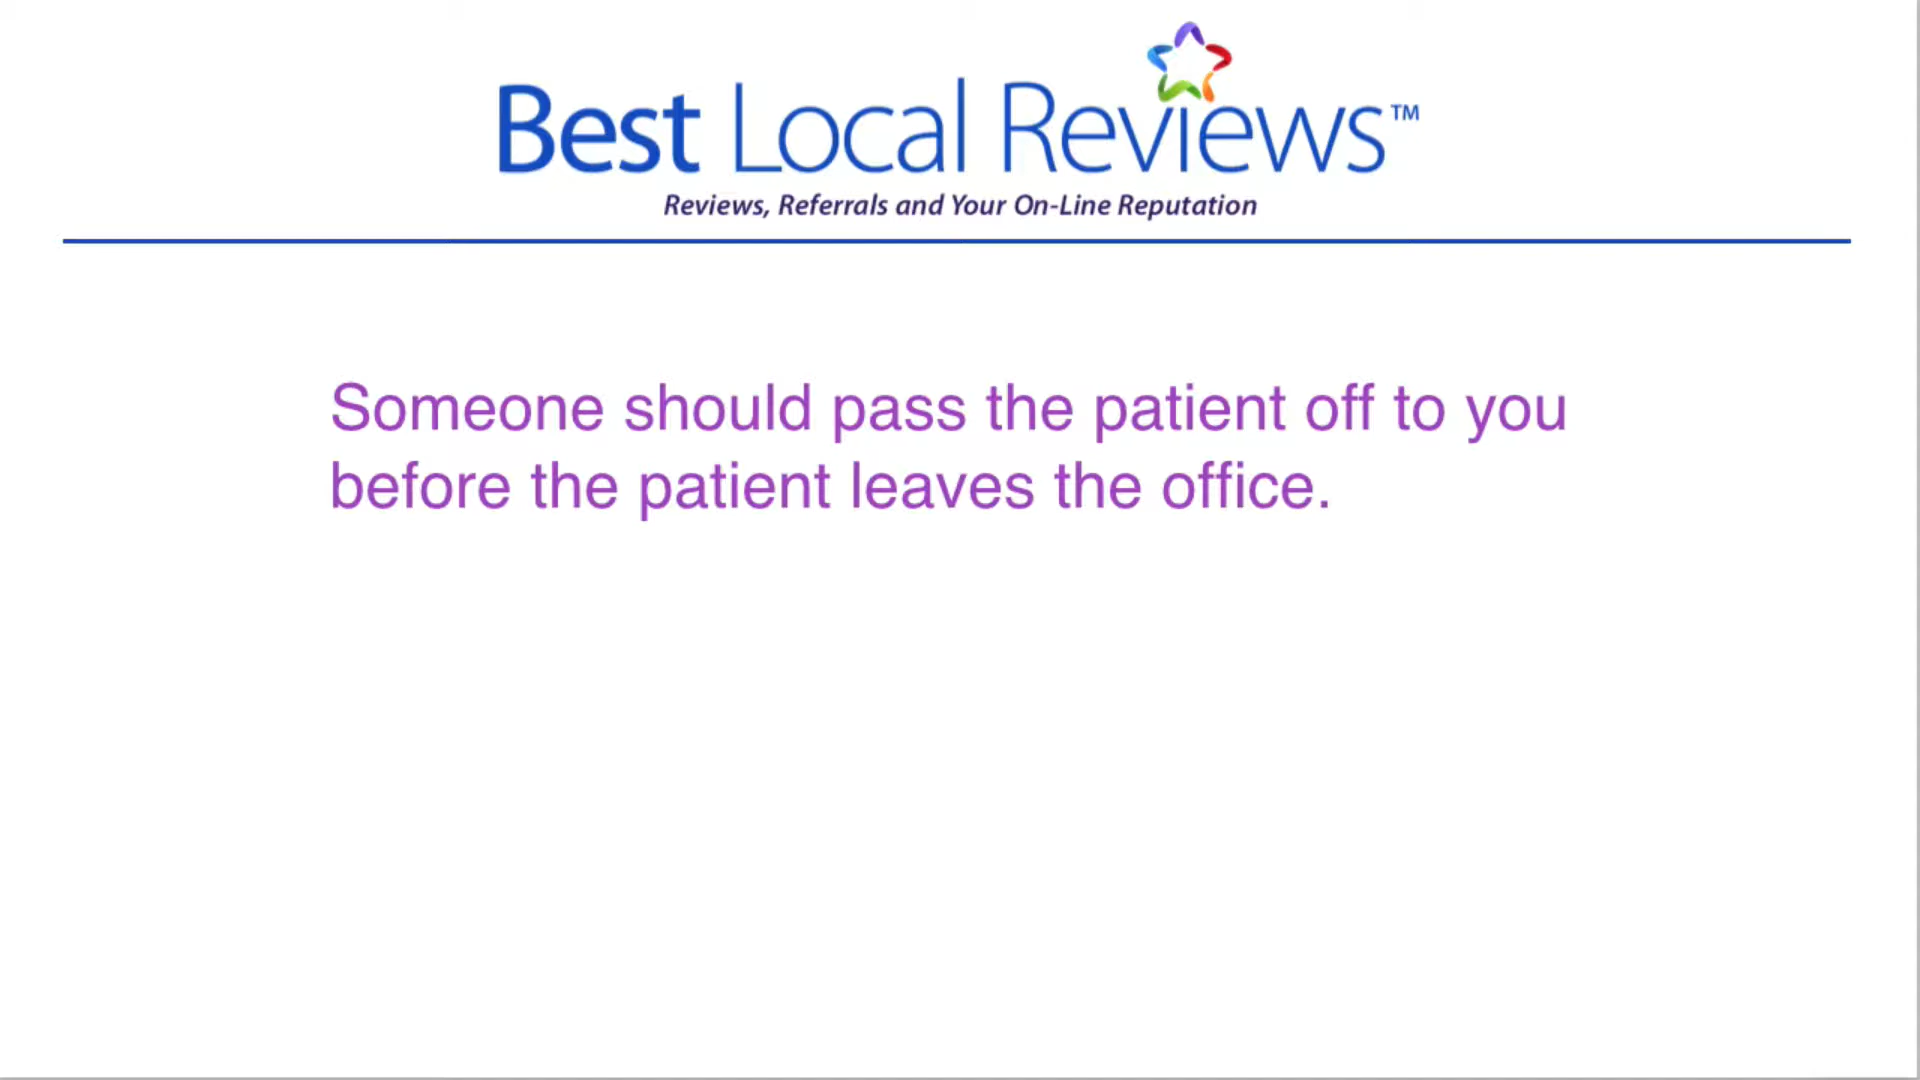 Best Local Reviews™
Reviews, Referrals and Your On-Line Reputation
Someone should pass the patient off to you
before the patient leaves the office.